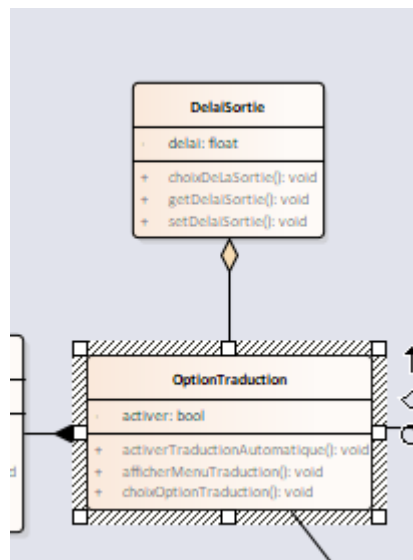 DelaiSortie
- delai: float
+ choixDeLaSortie(): void
+ getDelaiSortie(): void
+ setDelaiSortie(): void
OptionTraduction
- activer: bool
+ activerTraductionAutomatique(): void
+ afficherMenuTraduction(): void
+ choixOptionTraduction(): void
d